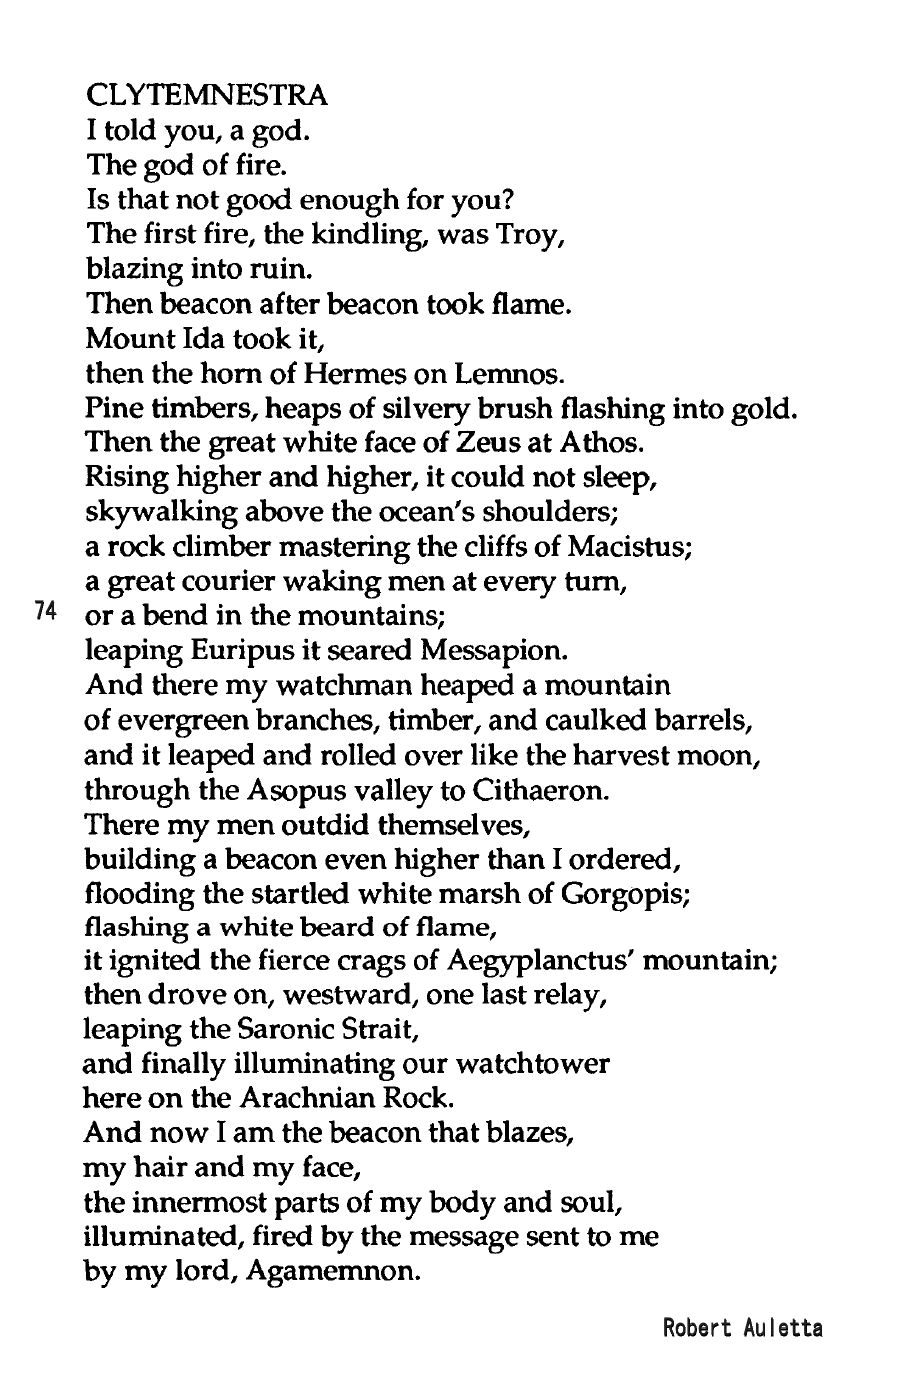 CLYTEMNESTRA
I told you, a god.
The god of fire.
Is that not good enough for you?
The first fire, the kindling, was Troy,
blazing into ruin.
Then beacon after beacon took flame.
Mount Ida took it,
then the horn of Hermes on Lemnos.
Pine timbers, heaps of silvery brush flashing into gold.
Then the great white face of Zeus at Athos.
Rising higher and higher, it could not sleep,
skywalking above the ocean's shoulders;
a rock climber mastering the cliffs of Macistus;
a great courier waking men at every turn,
74 or a bend in the mountains;
leaping Euripus it seared Messapion.
And there my watchman heaped a mountain
of evergreen branches, timber, and caulked barrels,
and it leaped and rolled over like the harvest moon,
through the Asopus valley to Cithaeron.
There my men outdid themselves,
building a beacon even higher than I ordered,
flooding the startled white marsh of Gorgopis;
flashing a white beard of flame,
it ignited the fierce crags of Aegyplanctus' mountain;
then drove on, westward, one last relay,
leaping the Saronic Strait,
and finally illuminating our watchtower
here on the Arachnian Rock.
And now I am the beacon that blazes,
my hair and my face,
the innermost parts of my body and soul,
illuminated, fired by the message sent to me
by my lord, Agamemnon.
Robert Auletta